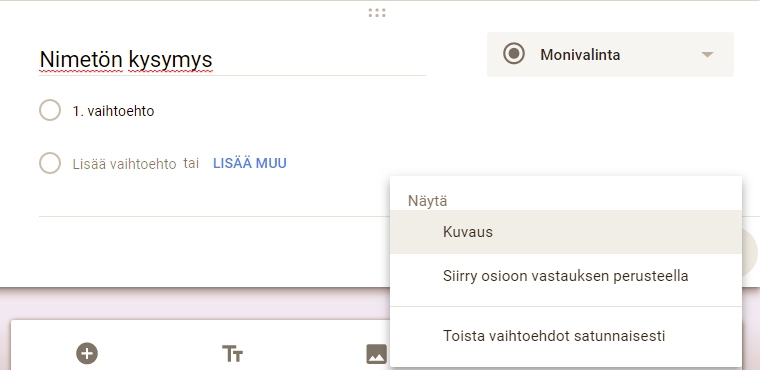 Nimetön kysymys
Monivalinta
1. vaihtoehto
Lisää vaihtoehto tai LISÄÄ MUU
Näytä
Kuvaus
Siirry osioon vastauksen perusteella
Toista vaihtoehdot satunnaisesti
Tт